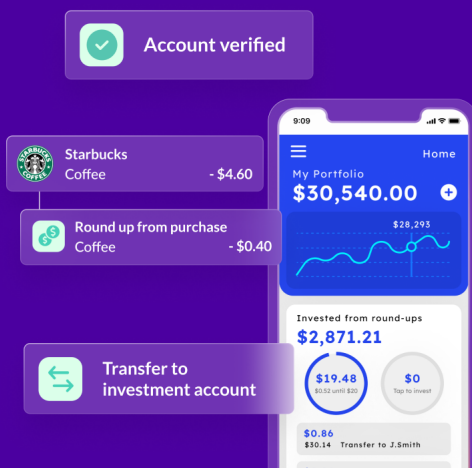 Account verified
STARBUCKS
COFFEE
Starbucks
Coffee
- $4.60
Round up from purchase
Coffee
- $0.40
Transfer to
investment account
9:09
Home
My Portfolio
$30,540.00
$28,293
Invested from round-ups
$2,871.21
$19.48
$0.52 until $20
$0
Tap to invest
$0.86
$30.14 Transfer to J.Smith